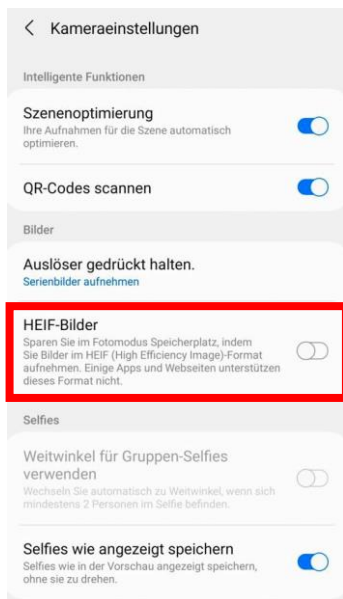 Kameraeinstellungen
Intelligente Funktionen
Szenenoptimierung
Ihre Aufnahmen für die Szene automatisch
optimieren.
QR-Codes scannen
Bilder
Auslöser gedrückt halten.
Serienbilder aufnehmen
HEIF-Bilder
Sparen Sie im Fotomodus Speicherplatz, indem
Sie Bilder im HEIF (High Efficiency Image)-Format
aufnehmen. Einige Apps und Webseiten unterstützen
dieses Format nicht.
Selfies
Weitwinkel für Gruppen-Selfies
verwenden
Wechseln Sie automatisch zu Weitwinkel, wenn sich
mindestens 2 Personen im Selfie befinden.
Selfies wie angezeigt speichern
Selfies wie in der Vorschau angezeigt speichern,
ohne sie zu drehen.